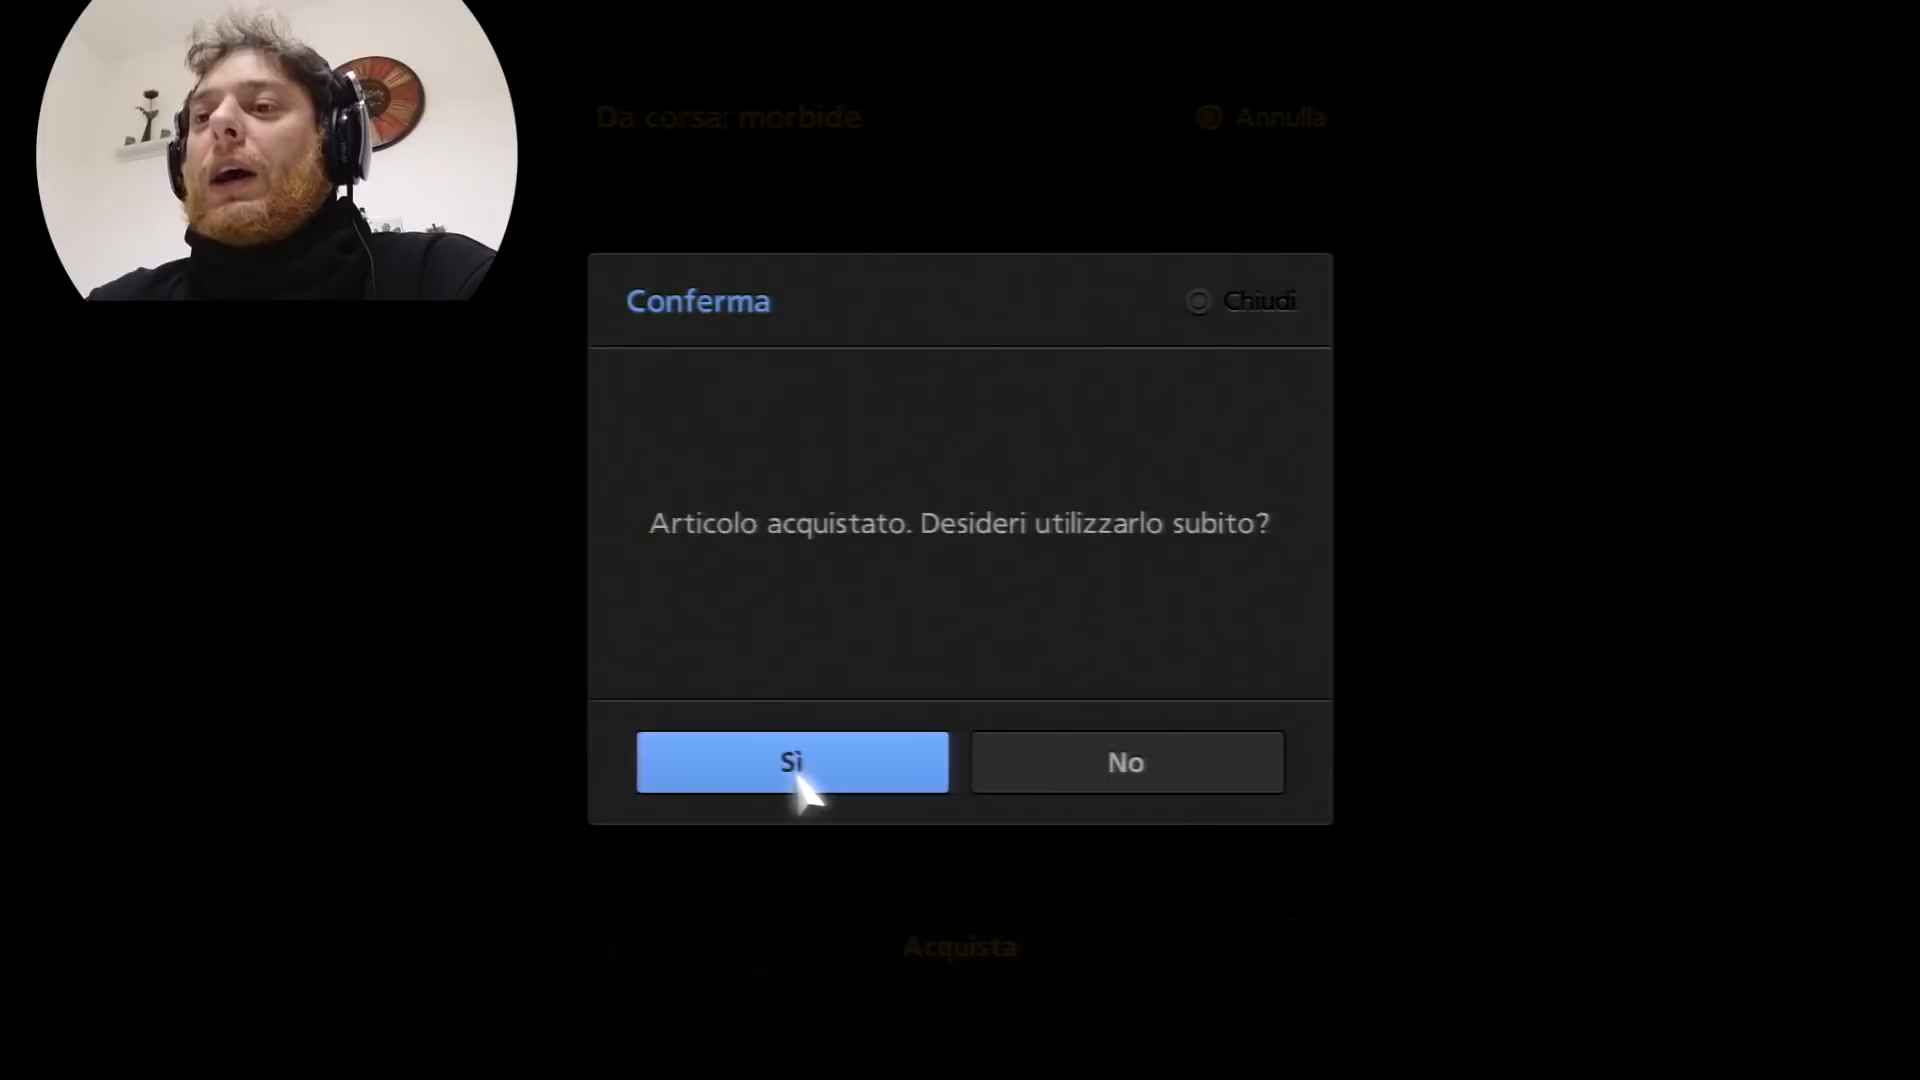 Da corsa: morbide
Annulla
Conferma
Chiudi
Articolo acquistato. Desideri utilizzarlo subito?
Sì
No
Acquista